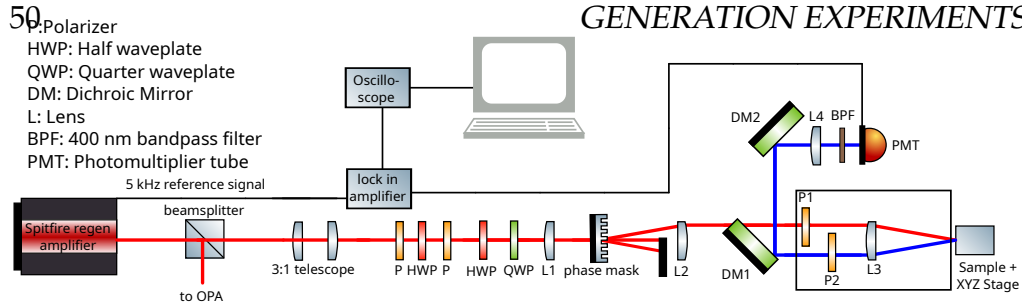 50
GENERATION EXPERIMENTS
P:Polarizer
HWP: Half waveplate
QWP: Quarter waveplate
DM: Dichroic Mirror
L: Lens
BPF: 400 nm bandpass filter
PMT: Photomultiplier tube
Oscillo-
scope
lock in
amplifier
5 kHz reference signal
beamsplitter
Spitfire regen
amplifier
to OPA
3:1 telescope
P HWP P
HWP QWP L1 phase mask
L2
DM1
DM2
L4 BPF
PMT
P1
P2
L3
Sample +
XYZ Stage